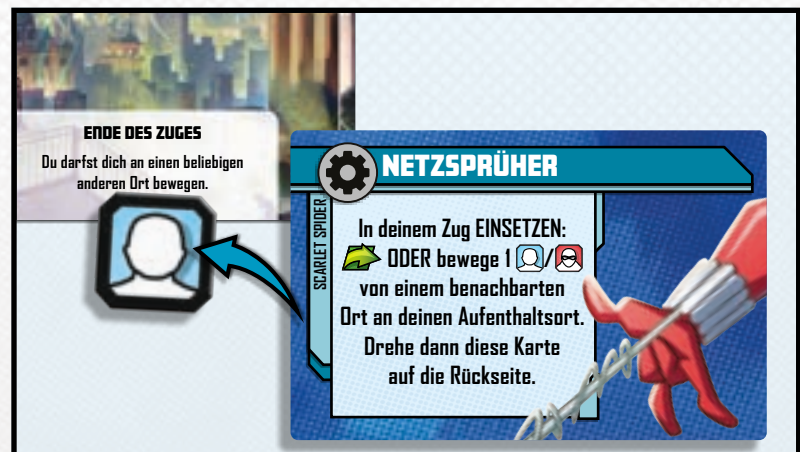 ENDE DES ZUGES
Du darfst dich an einen beliebigen
anderen Ort bewegen.
NETZSPRÜHER
SCARLET SPIDER
In deinem Zug EINSETZEN:
ODER bewege 1 /
von einem benachbarten
Ort an deinen Aufenthaltsort.
Drehe dann diese Karte
auf die Rückseite.